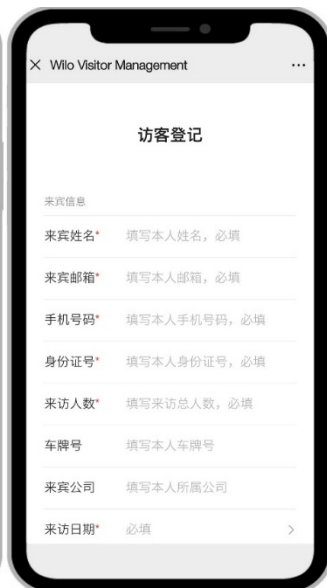 Wilo Visitor Management
访客登记
来宾信息
来宾姓名* 填写本人姓名，必填
来宾邮箱* 填写本人邮箱，必填
手机号码* 填写本人手机号码，必填
身份证号* 填写本人身份证号，必填
来访人数* 填写来访总人数，必填
车牌号 填写本人车牌号
来宾公司 填写本人所属公司
来访日期* 必填